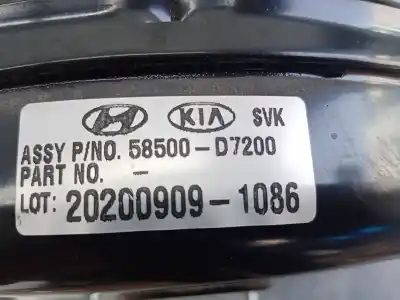 KIA SVK
ASSY P/NO. 58500-D7200
PART NO. -
LOT: 20200909-1086